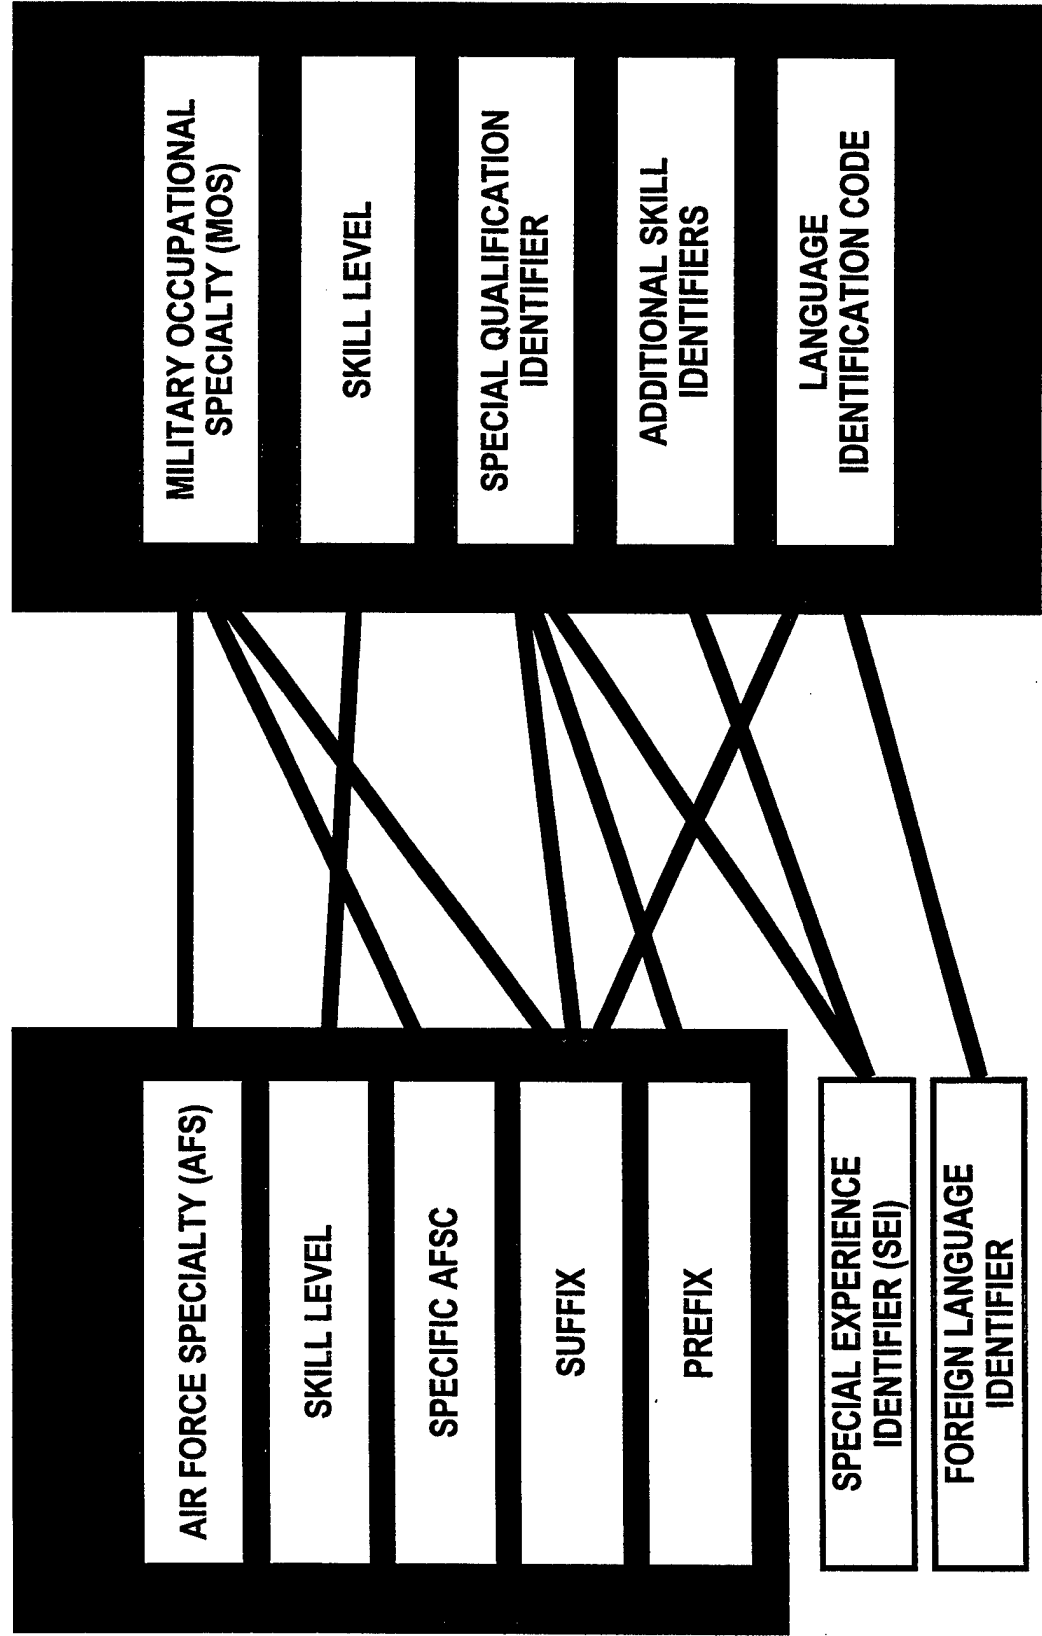 AIR FORCE SPECIALTY (AFS)
SKILL LEVEL
SPECIFIC AFSC
SUFFIX
PREFIX
SPECIAL EXPERIENCE
IDENTIFIER (SEI)
FOREIGN LANGUAGE
IDENTIFIER
MILITARY OCCUPATIONAL
SPECIALTY (MOS)
SKILL LEVEL
SPECIAL QUALIFICATION
IDENTIFIER
ADDITIONAL SKILL
IDENTIFIERS
LANGUAGE
IDENTIFICATION CODE